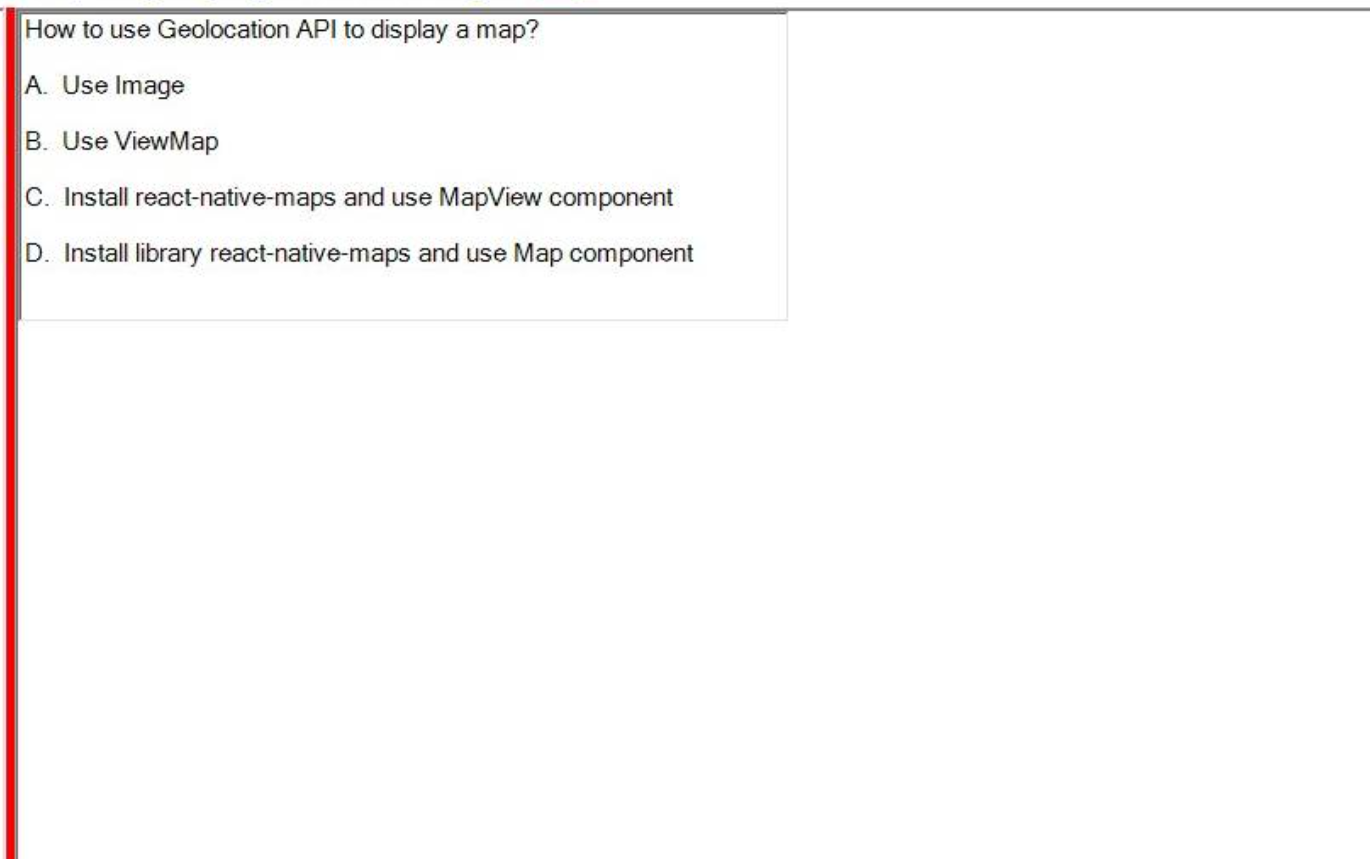 How to use Geolocation API to display a map?
A. Use Image
B. Use ViewMap
C. Install react-native-maps and use MapView component
D. Install library react-native-maps and use Map component